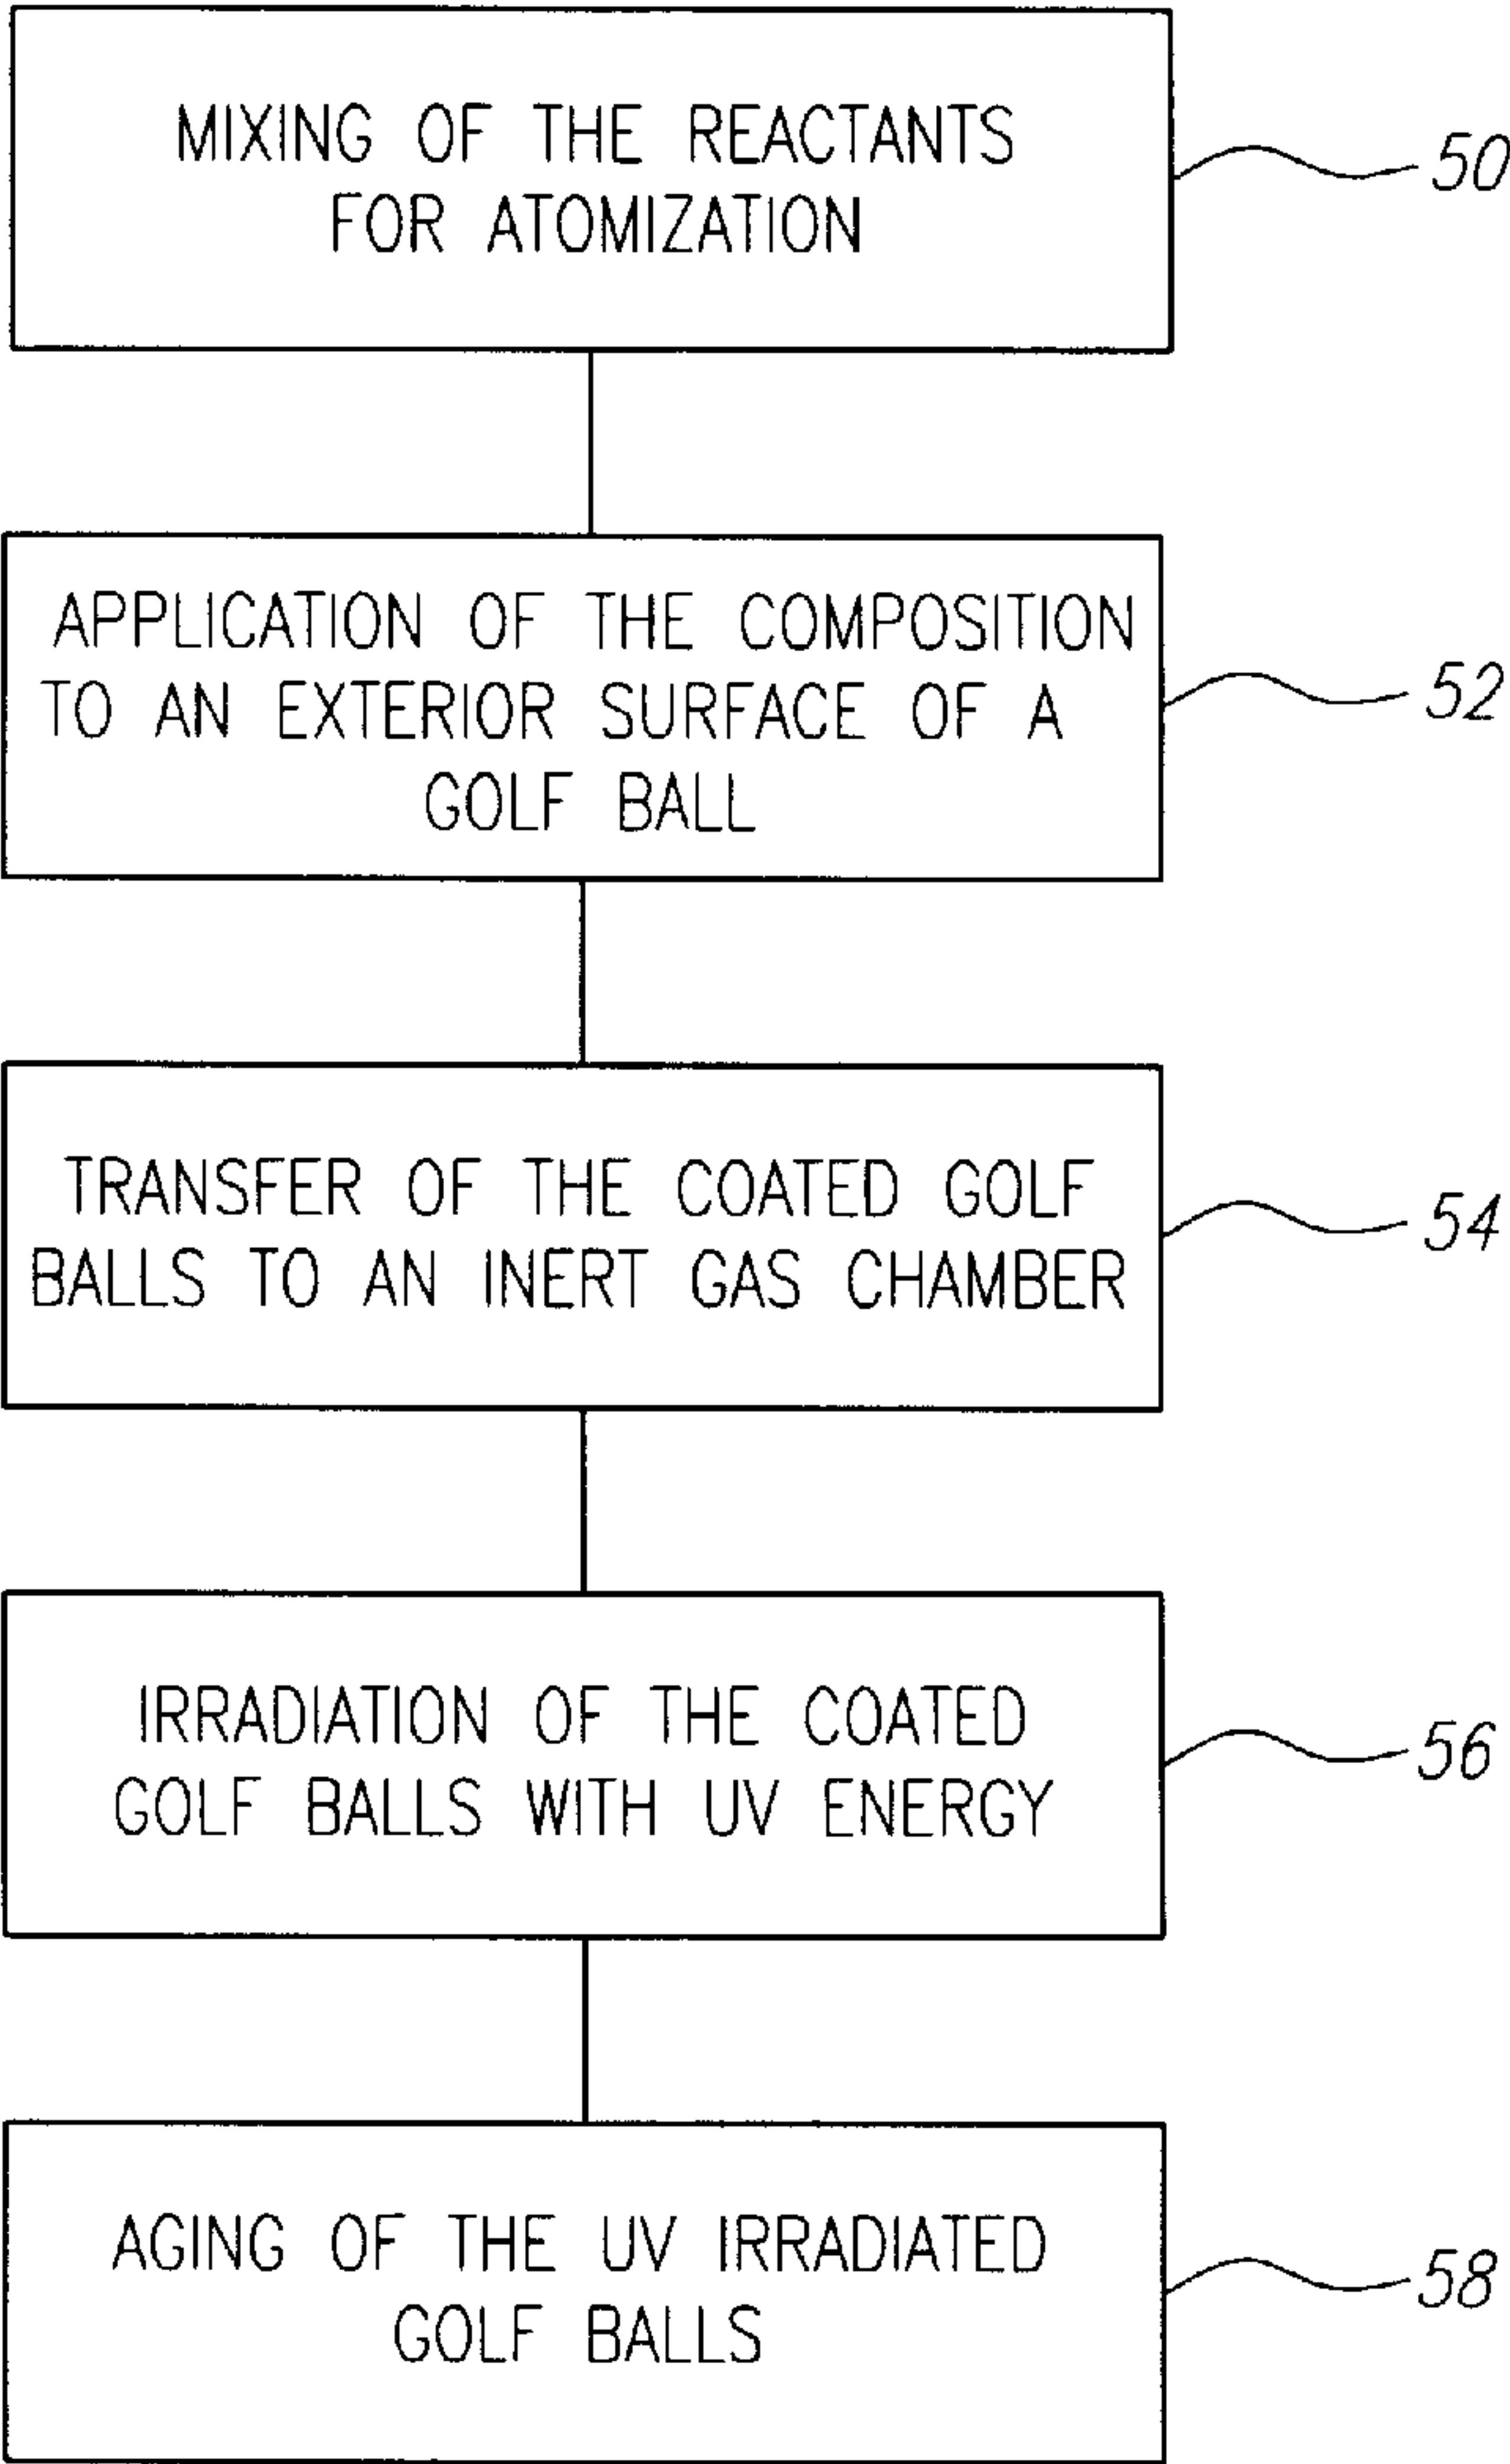 MIXING OF THE REACTANTS
FOR ATOMIZATION
50
APPLICATION OF THE COMPOSITION
TO AN EXTERIOR SURFACE OF A
GOLF BALL
52
TRANSFER OF THE COATED GOLF
BALLS TO AN INERT GAS CHAMBER
54
IRRADIATION OF THE COATED
GOLF BALLS WITH UV ENERGY
56
AGING OF THE UV IRRADIATED
GOLF BALLS
58